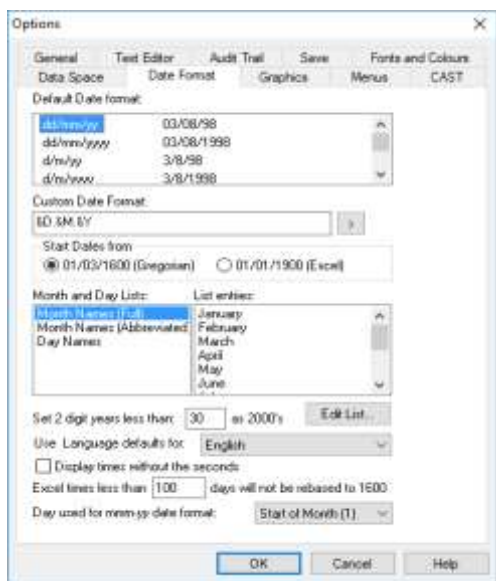 Options
General Text Editor Audit Trail Save Fonts and Colours
Data Space Date Format Graphics Menus CAST
Default Date format:
dd/mm/yy 03/08/98
dd/mm/yyyy 03/08/1998
d/m/yy 3/8/98
d/m/yyyy 3/8/1998
Custom Date Format:
&D &M &Y >
Start Dates from
01/03/1600 (Gregorian) 01/01/1900 (Excel)
Month and Day Lists: List entries:
Month Names (Full) January
Month Names (Abbreviated February
Day Names March
April
May
June
Set 2 digit years less than: 30 as 2000's Edit List...
Use Language defaults for: English
Display times without the seconds
Excel times less than 100 days will not be rebased to 1600
Day used for mmm-yy date format: Start of Month (1)
OK Cancel Help